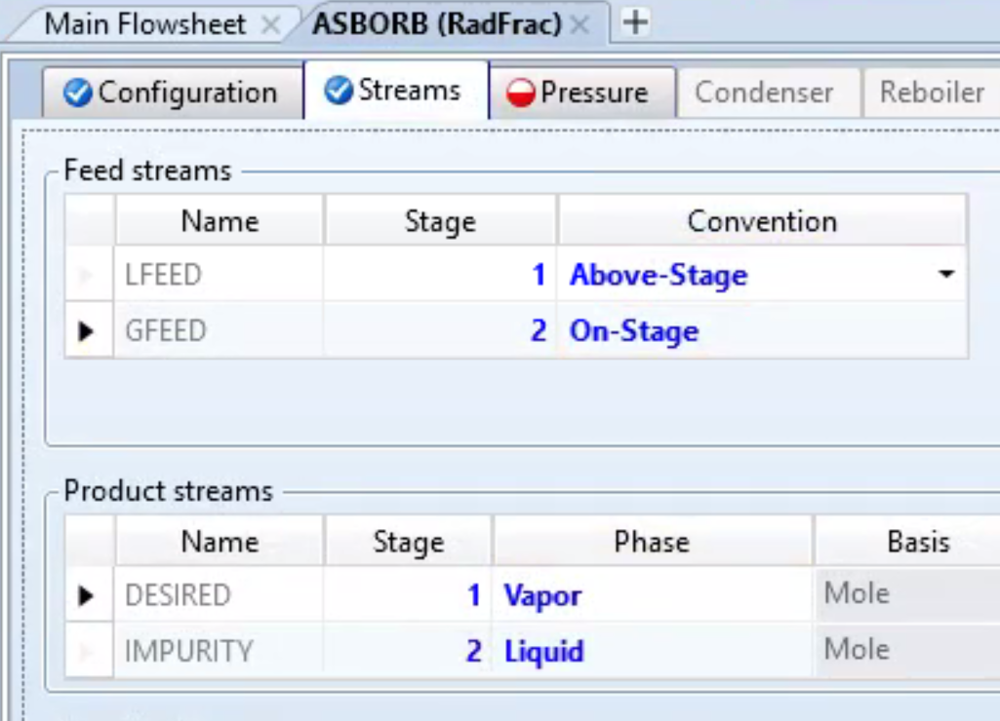 Main Flowsheet × ASBORB (RadFrac) × +
Configuration Streams Pressure Condenser Reboiler
Feed streams
Name Stage Convention
LFEED 1 Above-Stage
GFEED 2 On-Stage
Product streams
Name Stage Phase Basis
DESIRED 1 Vapor Mole
IMPURITY 2 Liquid Mole